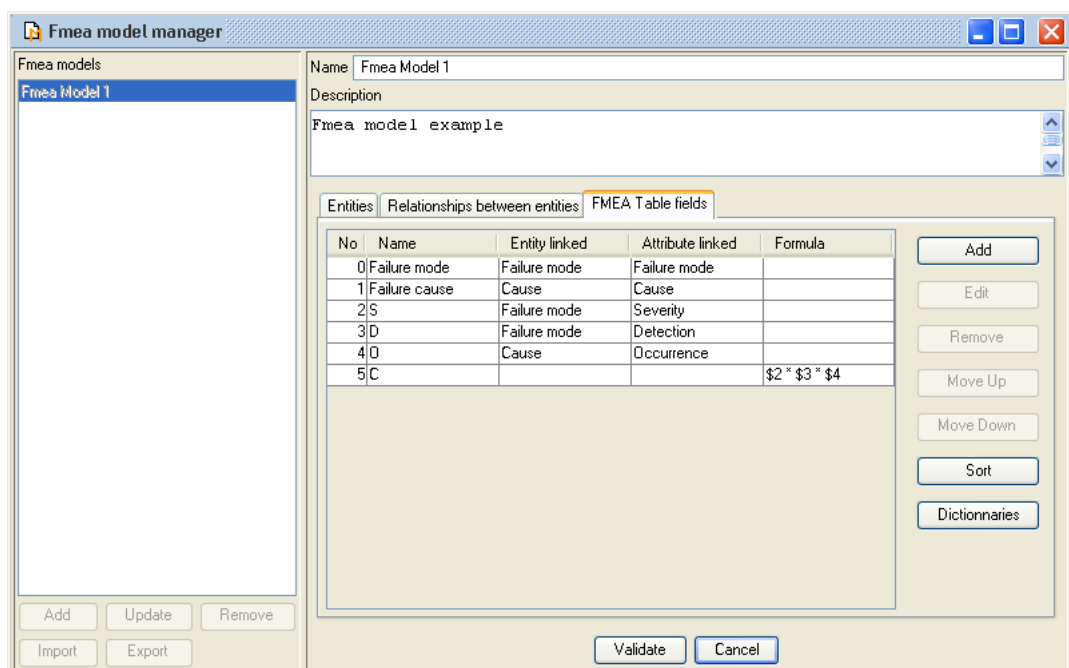 Fmea model manager
Fmea models
Fmea Model 1
Name Fmea Model 1
Description
Fmea model example
Entities Relationships between entities FMEA Table fields
No Name Entity linked Attribute linked Formula
0 Failure mode Failure mode Failure mode
1 Failure cause Cause Cause
2 S Failure mode Severity
3 D Failure mode Detection
4 O Cause Occurrence
5 C $2 * $3 * $4
Add
Edit
Remove
Move Up
Move Down
Sort
Dictionnaries
Add Update Remove
Import Export
Validate Cancel